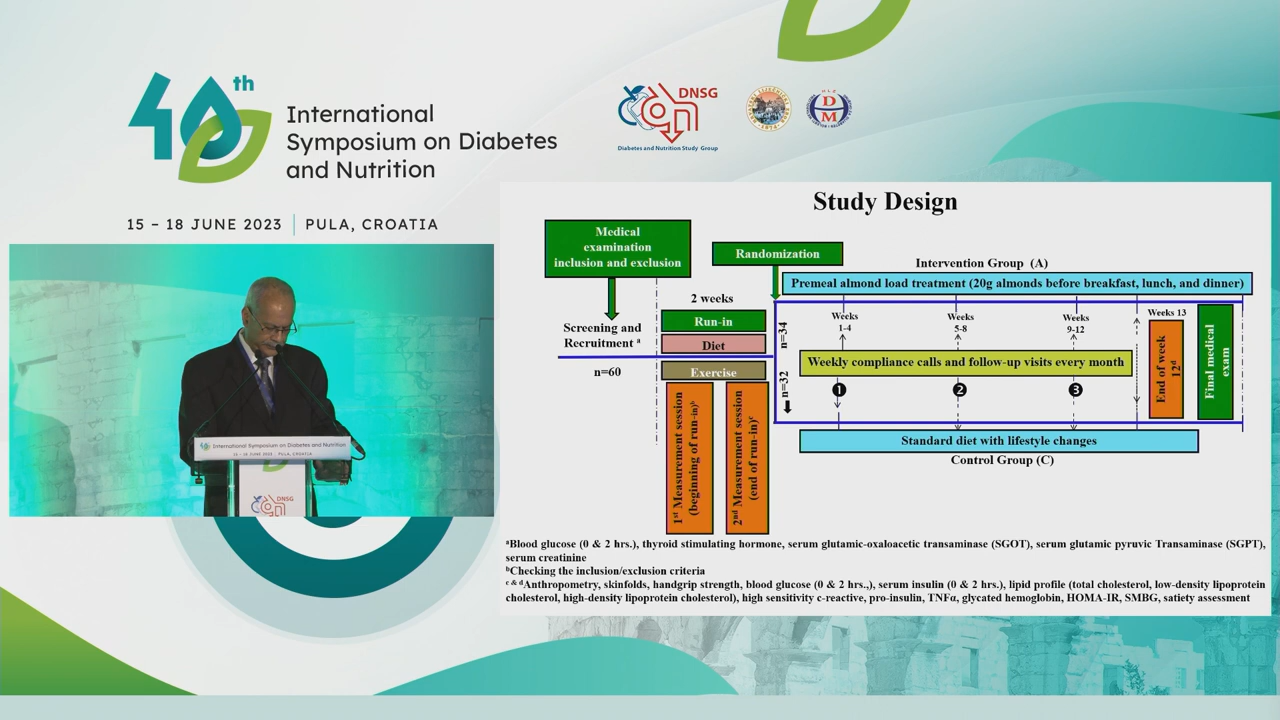 40th
International
Symposium on Diabetes
and Nutrition
15 – 18 JUNE 2023 | PULA, CROATIA
DNSG
Diabetes and Nutrition Study Group
DM
International Symposium on Diabetes and Nutrition
15 – 18 JUNE 2023 | PULA, CROATIA
DNSG
Study Design
Medical
examination
inclusion and exclusion
Randomization
Intervention Group (A)
Premeal almond load treatment (20g almonds before breakfast, lunch, and dinner)
2 weeks
Run-in
Diet
Exercise
Screening and
Recruitment a
n=60
1st Measurement session
(beginning of run-in)b
2nd Measurement session
(end of run-in)c
n=34
n=32
Weeks
1-4
Weeks
5-8
Weeks
9-12
Weeks 13
Weekly compliance calls and follow-up visits every month
1
2
3
End of week
12d
Final medical
exam
Standard diet with lifestyle changes
Control Group (C)
aBlood glucose (0 & 2 hrs.), thyroid stimulating hormone, serum glutamic-oxaloacetic transaminase (SGOT), serum glutamic pyruvic Transaminase (SGPT),
serum creatinine
bChecking the inclusion/exclusion criteria
c & dAnthropometry, skinfolds, handgrip strength, blood glucose (0 & 2 hrs.,), serum insulin (0 & 2 hrs.), lipid profile (total cholesterol, low-density lipoprotein
cholesterol, high-density lipoprotein cholesterol), high sensitivity c-reactive, pro-insulin, TNFα, glycated hemoglobin, HOMA-IR, SMBG, satiety assessment